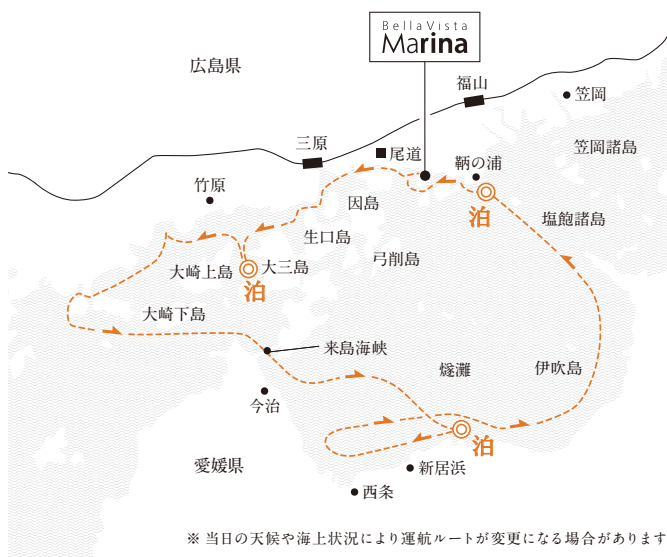 BellaVista
Marina
広島県
福山
笠岡
三原
尾道
笠岡諸島
鞆の浦
竹原
因島
泊
塩飽諸島
生口島
弓削島
大崎上島
大三島
泊
大崎下島
来島海峡
燧灘
伊吹島
今治
泊
愛媛県
新居浜
西条
※ 当日の天候や海上状況により運航ルートが変更になる場合があります